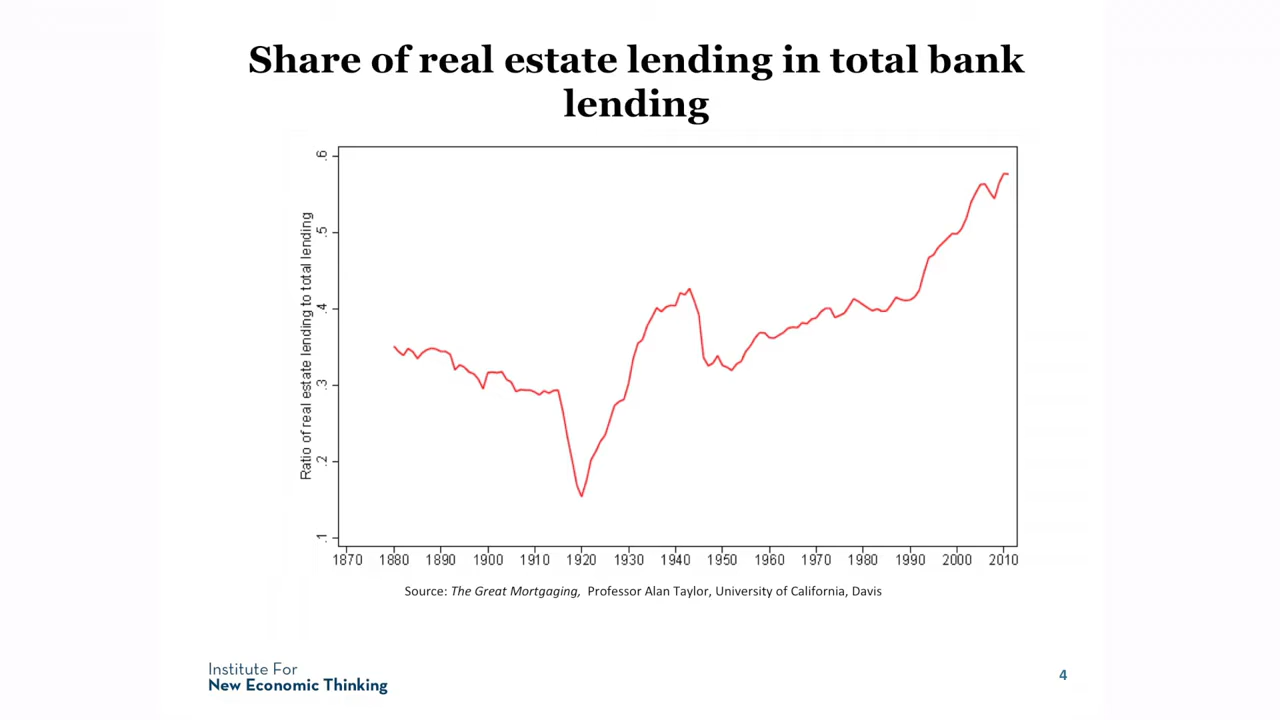 Share of real estate lending in total bank
lending
Ratio of real estate lending to total lending
.6
.5
.4
.3
.2
.1
1870 1880 1890 1900 1910 1920 1930 1940 1950 1960 1970 1980 1990 2000 2010
Source: The Great Mortgaging, Professor Alan Taylor, University of California, Davis
Institute For
New Economic Thinking
4